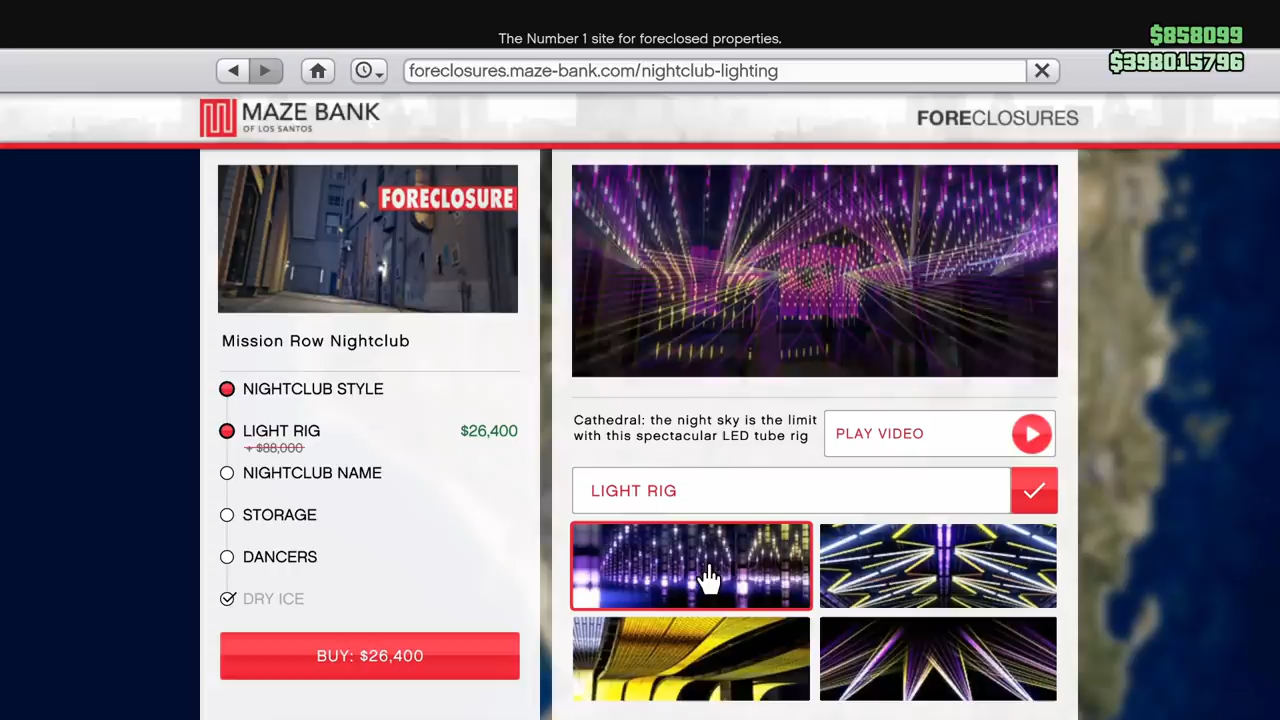 The Number 1 site for foreclosed properties.
$858099
$398015796
foreclosures.maze-bank.com/nightclub-lighting
MAZE BANK
OF LOS SANTOS
FORECLOSURES
FORECLOSURE
Mission Row Nightclub
NIGHTCLUB STYLE
LIGHT RIG $26,400
+ $88,000
NIGHTCLUB NAME
STORAGE
DANCERS
DRY ICE
BUY: $26,400
Cathedral: the night sky is the limit
with this spectacular LED tube rig
PLAY VIDEO
LIGHT RIG